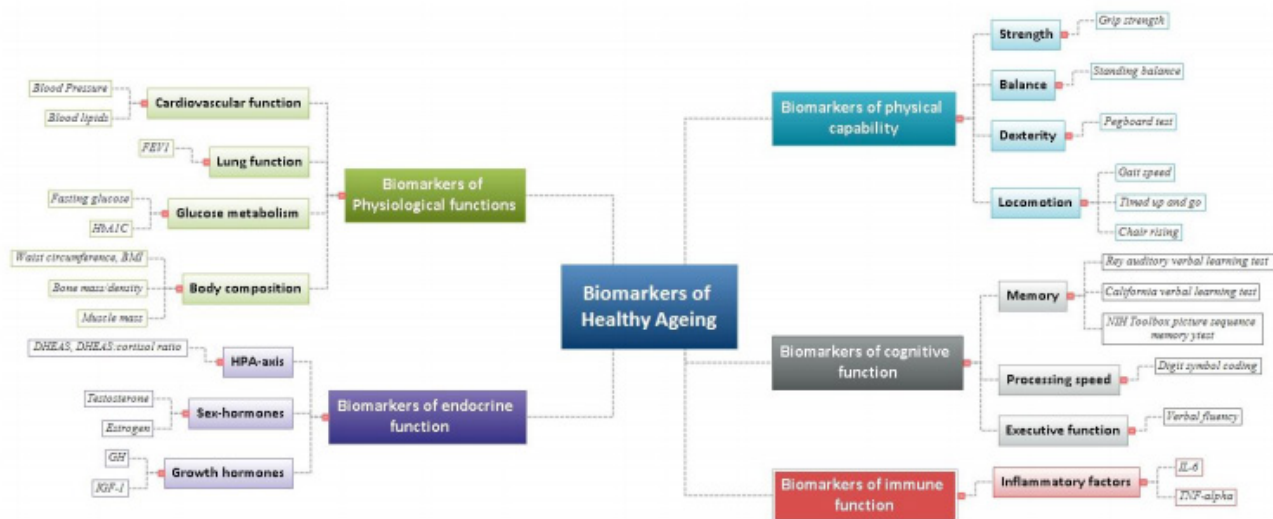 Blood Pressure
Blood lipids
Cardiovascular function
FEV1
Lung function
Fasting glucose
HbA1C
Glucose metabolism
Waist circumference, BMI
Bone mass/density
Muscle mass
Body composition
Biomarkers of
Physiological functions
DHEAS, DHEAS:cortisol ratio
HPA-axis
Testosterone
Estrogen
Sex-hormones
GH
IGF-1
Growth hormones
Biomarkers of endocrine
function
Biomarkers of
Healthy Ageing
Biomarkers of physical
capability
Strength
Grip strength
Balance
Standing balance
Dexterity
Pegboard test
Locomotion
Gait speed
Timed up and go
Chair rising
Biomarkers of cognitive
function
Memory
Rey auditory verbal learning test
California verbal learning test
NIH Toolbox picture sequence
memory ytest
Processing speed
Digit symbol coding
Executive function
Verbal fluency
Biomarkers of immune
function
Inflammatory factors
IL-6
TNF-alpha